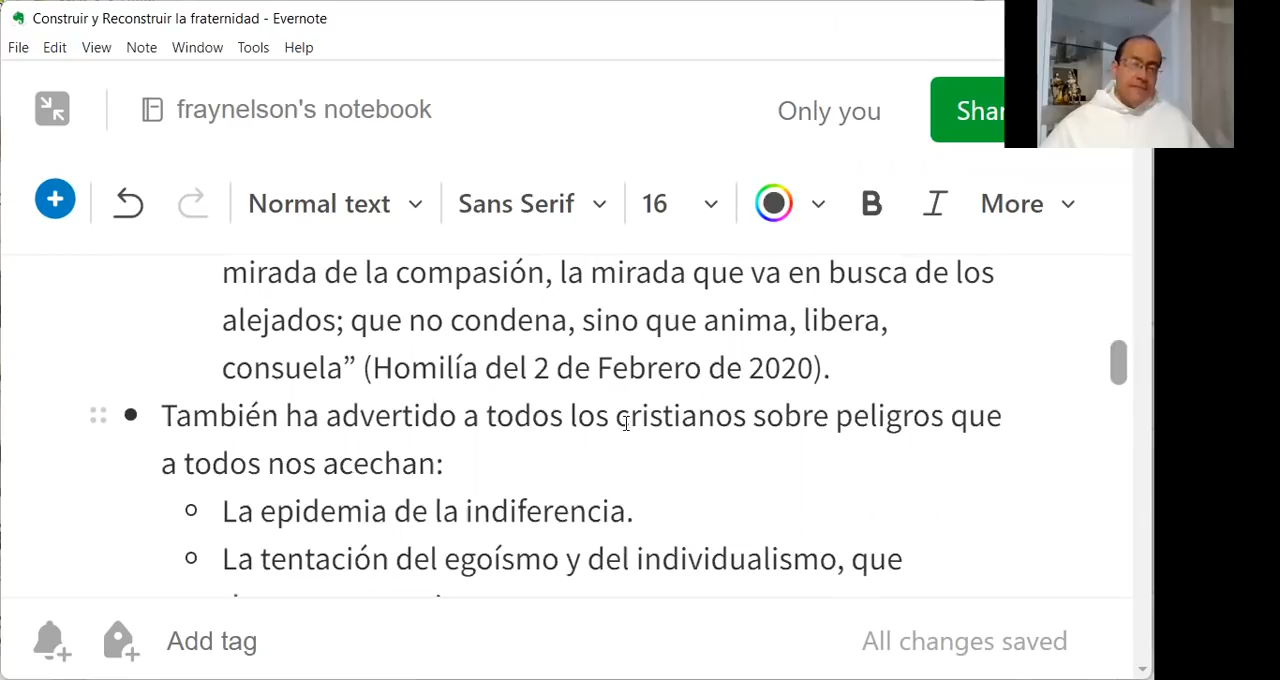 Construir y Reconstruir la fraternidad - Evernote
File Edit View Note Window Tools Help
fraynelson's notebook
Only you
Normal text
Sans Serif
16
B
I
More
mirada de la compasión, la mirada que va en busca de los
alejados; que no condena, sino que anima, libera,
consuela” (Homilía del 2 de Febrero de 2020).
También ha advertido a todos los cristianos sobre peligros que
a todos nos acechan:
La epidemia de la indiferencia.
La tentación del egoísmo y del individualismo, que
Add tag
All changes saved